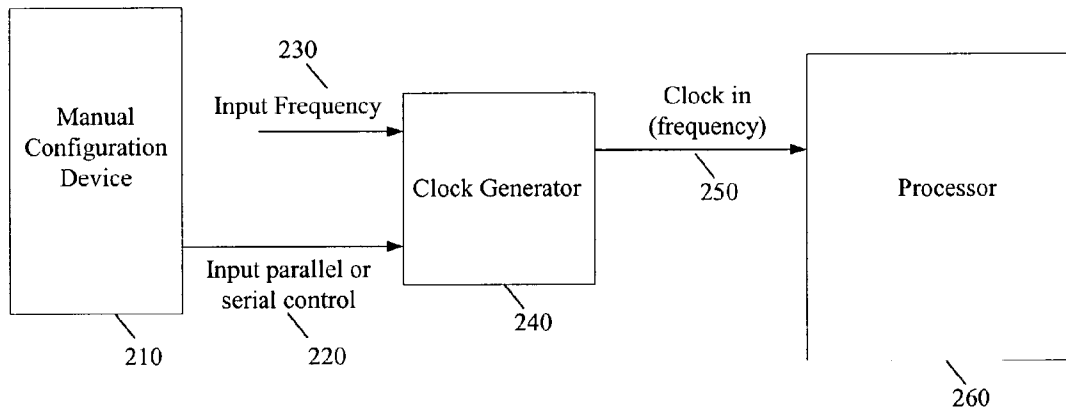 230
Input Frequency
Manual
Configuration
Device
Clock in
(frequency)
250
Clock Generator
Processor
Input parallel or
serial control
220
210
240
260